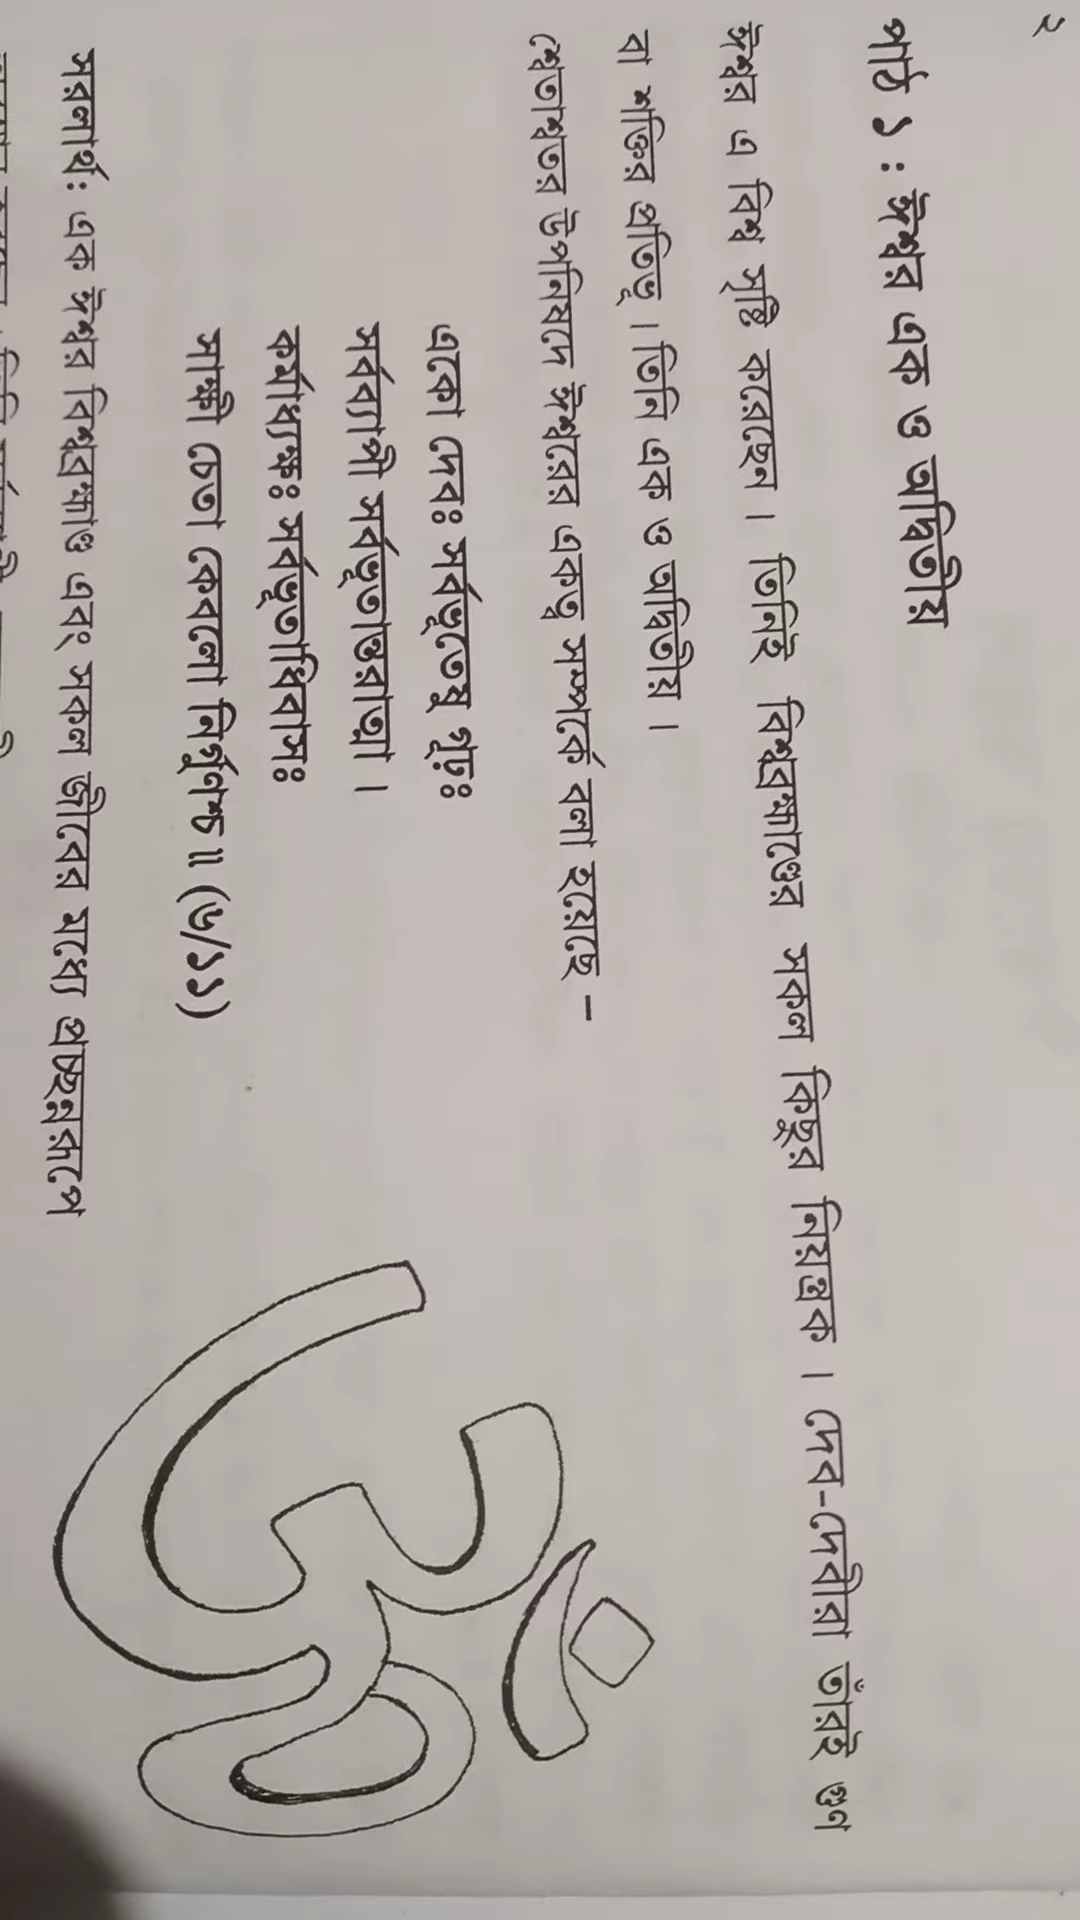 ২
পাঠ ১ : ঈশ্বর এক ও অদ্বিতীয়
ঈশ্বর এ বিশ্ব সৃষ্টি করেছেন। তিনিই বিশ্বব্রহ্মাণ্ডের সকল কিছুর নিয়ন্ত্রক। দেব-দেবীরা তাঁরই গুণ
বা শক্তির প্রতিভূ। তিনি এক ও অদ্বিতীয়।
শ্বেতাশ্বতর উপনিষদে ঈশ্বরের একত্ব সম্পর্কে বলা হয়েছে –
একো দেবঃ সর্বভূতেষু গূঢ়ঃ
সর্বব্যাপী সর্বভূতান্তরাত্মা।
কর্মাধ্যক্ষঃ সর্বভূতাধিবাসঃ
সাক্ষী চেতা কেবলো নির্গুণশ্চ॥ (৬/১১)
সরলার্থ: এক ঈশ্বর বিশ্বব্রহ্মাণ্ড এবং সকল জীবের মধ্যে প্রচ্ছন্নরূপে